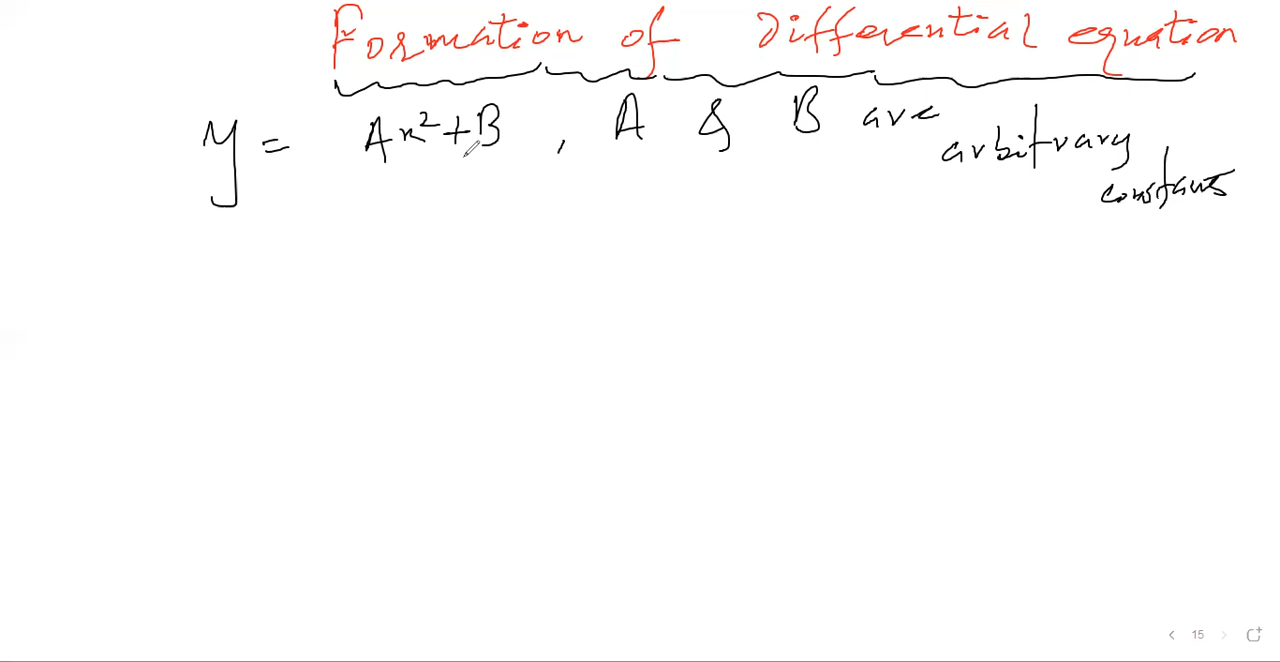 Formation of Differential equation
y = Ax²+B , A & B are arbitrary constants
< 15 >